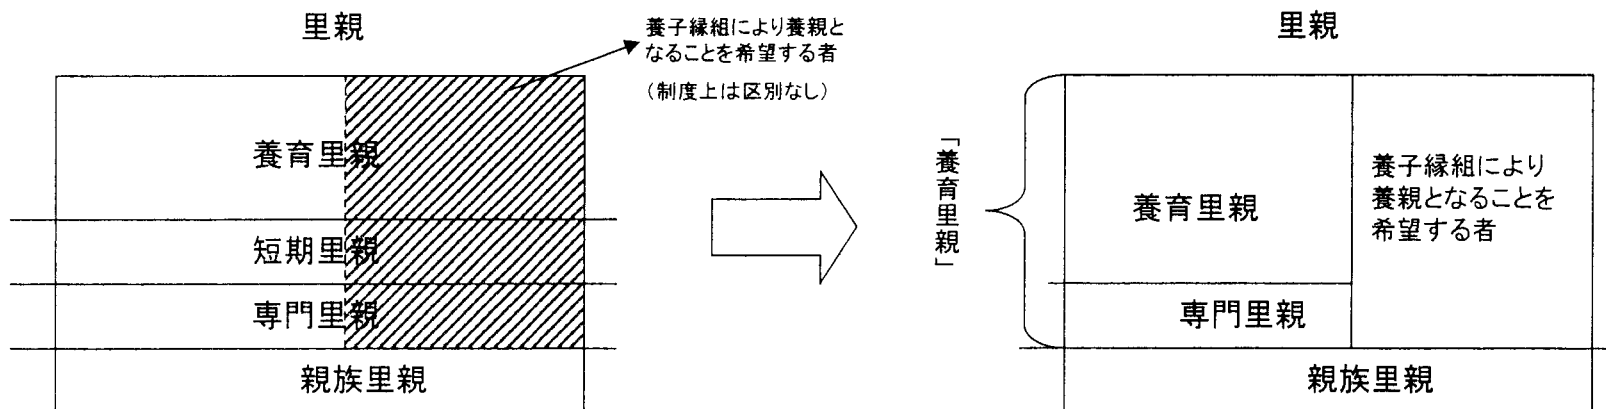 里親
養子縁組により養親と
なることを希望する者
（制度上は区別なし）
養育里親
短期里親
専門里親
親族里親
里親
「養育里親」
養育里親
養子縁組により
養親となることを
希望する者
専門里親
親族里親